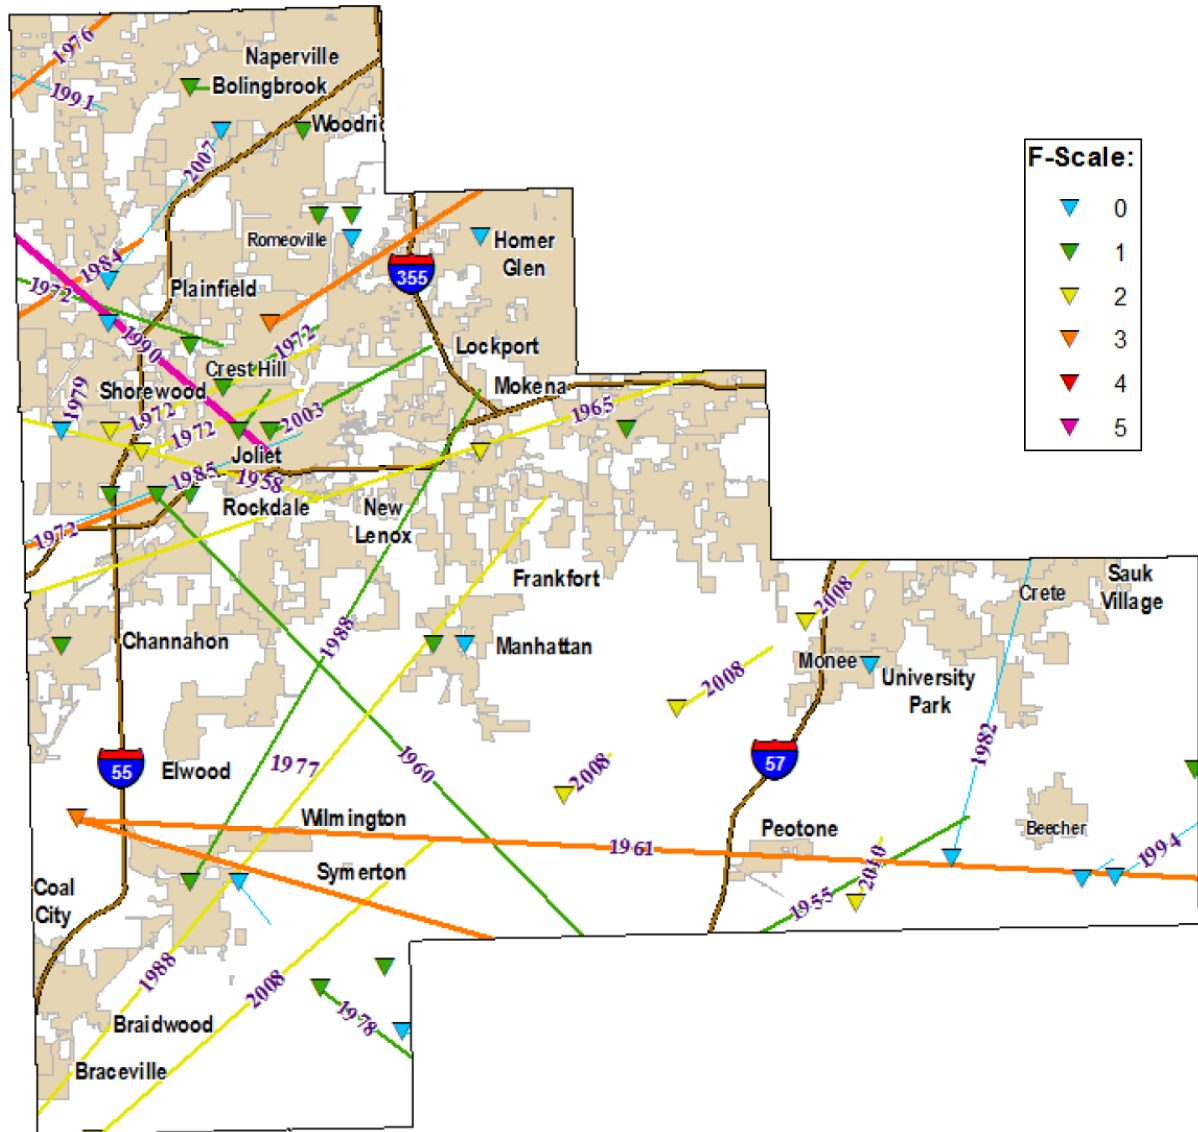 1976
Naperville
Bolingbrook
1991
Woodri
2007
F-Scale:
0
1
2
3
4
5
Romeoville
Homer
Glen
1984
355
1972
Plainfield
1990
1972
Lockport
Crest Hill
Mokena
Shorewood
1979
1972
1972
2003
1965
Joliet
1985
1958
Rockdale
New
Lenox
1972
Frankfort
2008
Crete
Sauk
Village
Channahon
1988
Manhattan
Monee
2008
University
Park
1982
55
Elwood
1977
1960
2008
57
Wilmington
1961
Peotone
Beecher
1994
Symerton
2010
Coal
City
1955
1988
2008
1978
Braidwood
Braceville